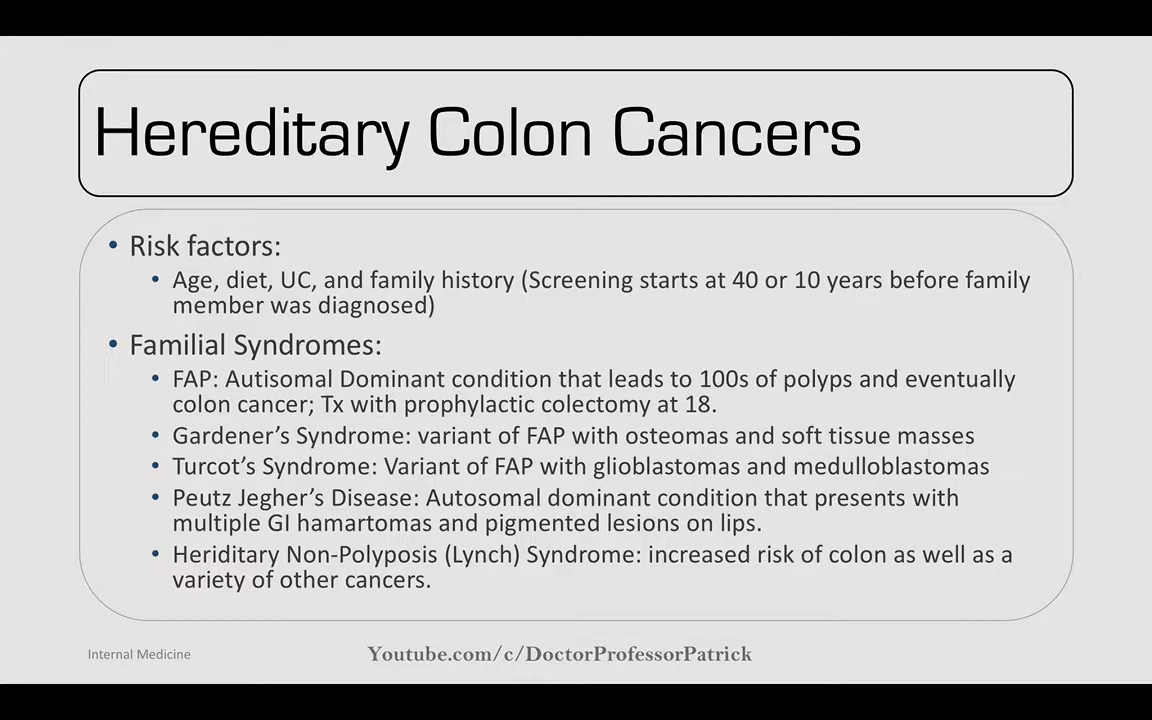 Hereditary Colon Cancers
• Risk factors:
• Age, diet, UC, and family history (Screening starts at 40 or 10 years before family
member was diagnosed)
• Familial Syndromes:
• FAP: Autisomal Dominant condition that leads to 100s of polyps and eventually
colon cancer; Tx with prophylactic colectomy at 18.
• Gardener's Syndrome: variant of FAP with osteomas and soft tissue masses
• Turcot's Syndrome: Variant of FAP with glioblastomas and medulloblastomas
• Peutz Jegher's Disease: Autosomal dominant condition that presents with
multiple GI hamartomas and pigmented lesions on lips.
• Heriditary Non-Polyposis (Lynch) Syndrome: increased risk of colon as well as a
variety of other cancers.
Internal Medicine
Youtube.com/c/DoctorProfessorPatrick